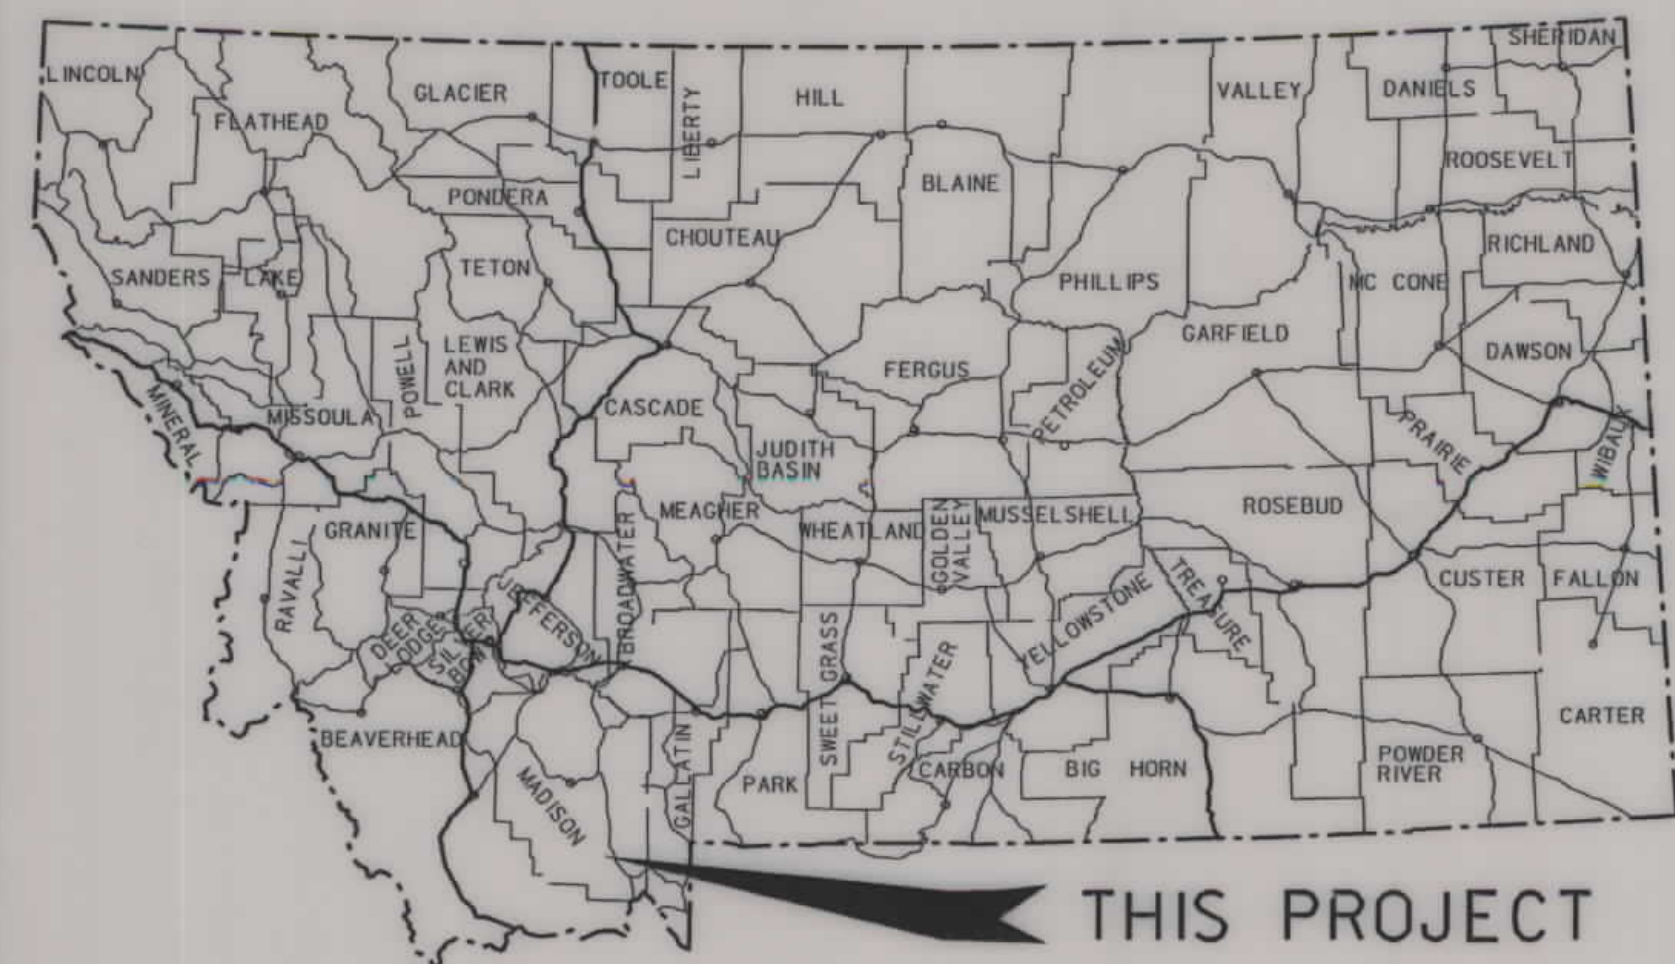 SHERIDAN
LINCOLN
GLACIER
TOOLE
LIBERTY
HILL
VALLEY
DANIELS
FLATHEAD
ROOSEVELT
PONDERA
BLAINE
CHOUTEAU
RICHLAND
SANDERS
LAKE
TETON
PHILLIPS
MC CONE
GARFIELD
POWELL
LEWIS
AND
CLARK
FERGUS
PETROLEUM
DAWSON
MINERAL
MISSOULA
CASCADE
JUDITH
BASIN
PRAIRIE
WIBAUX
MEAGHER
WHEATLAND
GOLDEN
VALLEY
MUSSELSHELL
ROSEBUD
GRANITE
RAVALLI
JEFFERSON
BROADWATER
TREASURE
CUSTER
FALLON
DEER
LODGE
SILVER
BOW
YELLOWSTONE
SWEET GRASS
STILLWATER
CARTER
BEAVERHEAD
MADISON
GALLATIN
PARK
CARBON
BIG HORN
POWDER
RIVER
THIS PROJECT